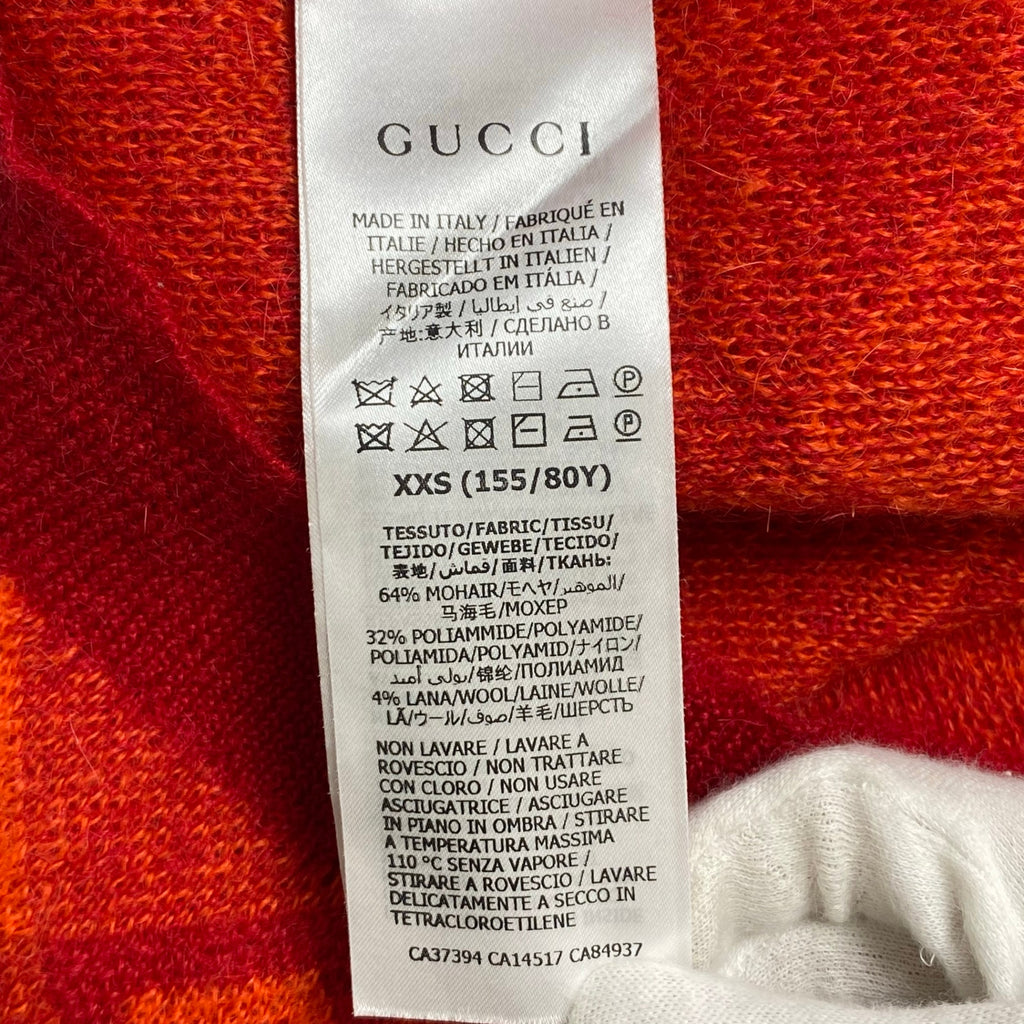 GUCCI
MADE IN ITALY / FABRIQUÉ EN
ITALIE / HECHO EN ITALIA /
HERGESTELLT IN ITALIEN /
FABRICADO EM ITÁLIA /
イタリア製 / صنع في إيطاليا /
产地:意大利 / СДЕЛАНО В
ИТАЛИИ
P
P
XXS (155/80Y)
TESSUTO/FABRIC/TISSU/
TEJIDO/GEWEBE/TECIDO/
表地/قماش/面料/ТКАНЬ:
64% MOHAIR/モヘヤ/الموهير/
马海毛/МОХЕР
32% POLIAMMIDE/POLYAMIDE/
POLIAMIDA/POLYAMID/ナイロン/
بولي أميد/锦纶/ПОЛИАМИД
4% LANA/WOOL/LAINE/WOLLE/
LÃ/ウール/صوف/羊毛/ШЕРСТЬ
NON LAVARE / LAVARE A
ROVESCIO / NON TRATTARE
CON CLORO / NON USARE
ASCIUGATRICE / ASCIUGARE
IN PIANO IN OMBRA / STIRARE
A TEMPERATURA MASSIMA
110 °C SENZA VAPORE /
STIRARE A ROVESCIO / LAVARE
DELICATAMENTE A SECCO IN
TETRACLOROETILENE
CA37394 CA14517 CA84937